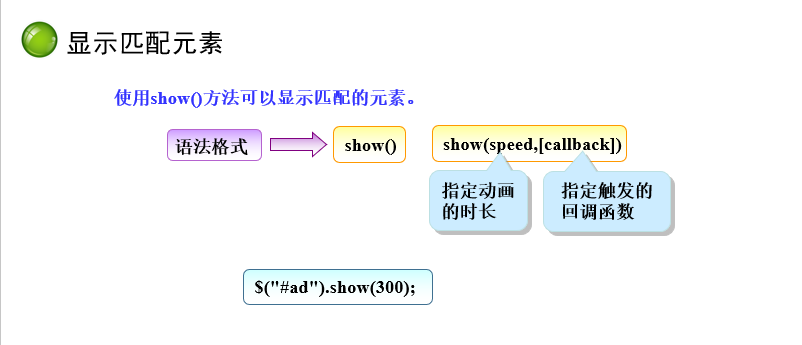 显示匹配元素
使用show()方法可以显示匹配的元素。
语法格式
show()
show(speed,[callback])
指定动画
的时长
指定触发的
回调函数
$("#ad").show(300);